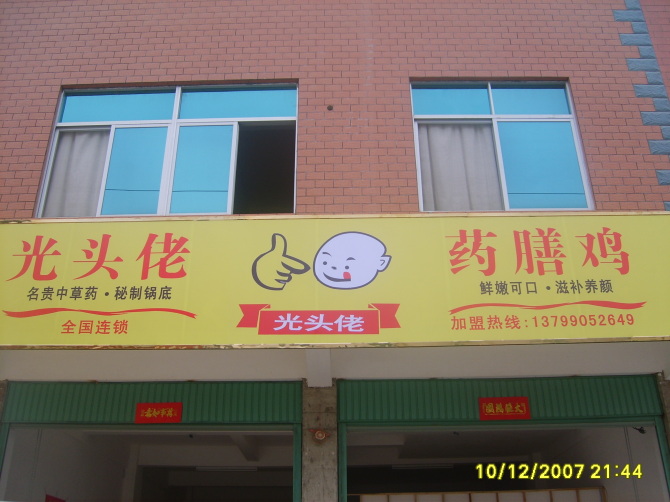 光头佬
名贵中草药·秘制锅底
全国连锁
光头佬
药膳鸡
鲜嫩可口·滋补养颜
加盟热线:13799052649
10/12/2007 21:44